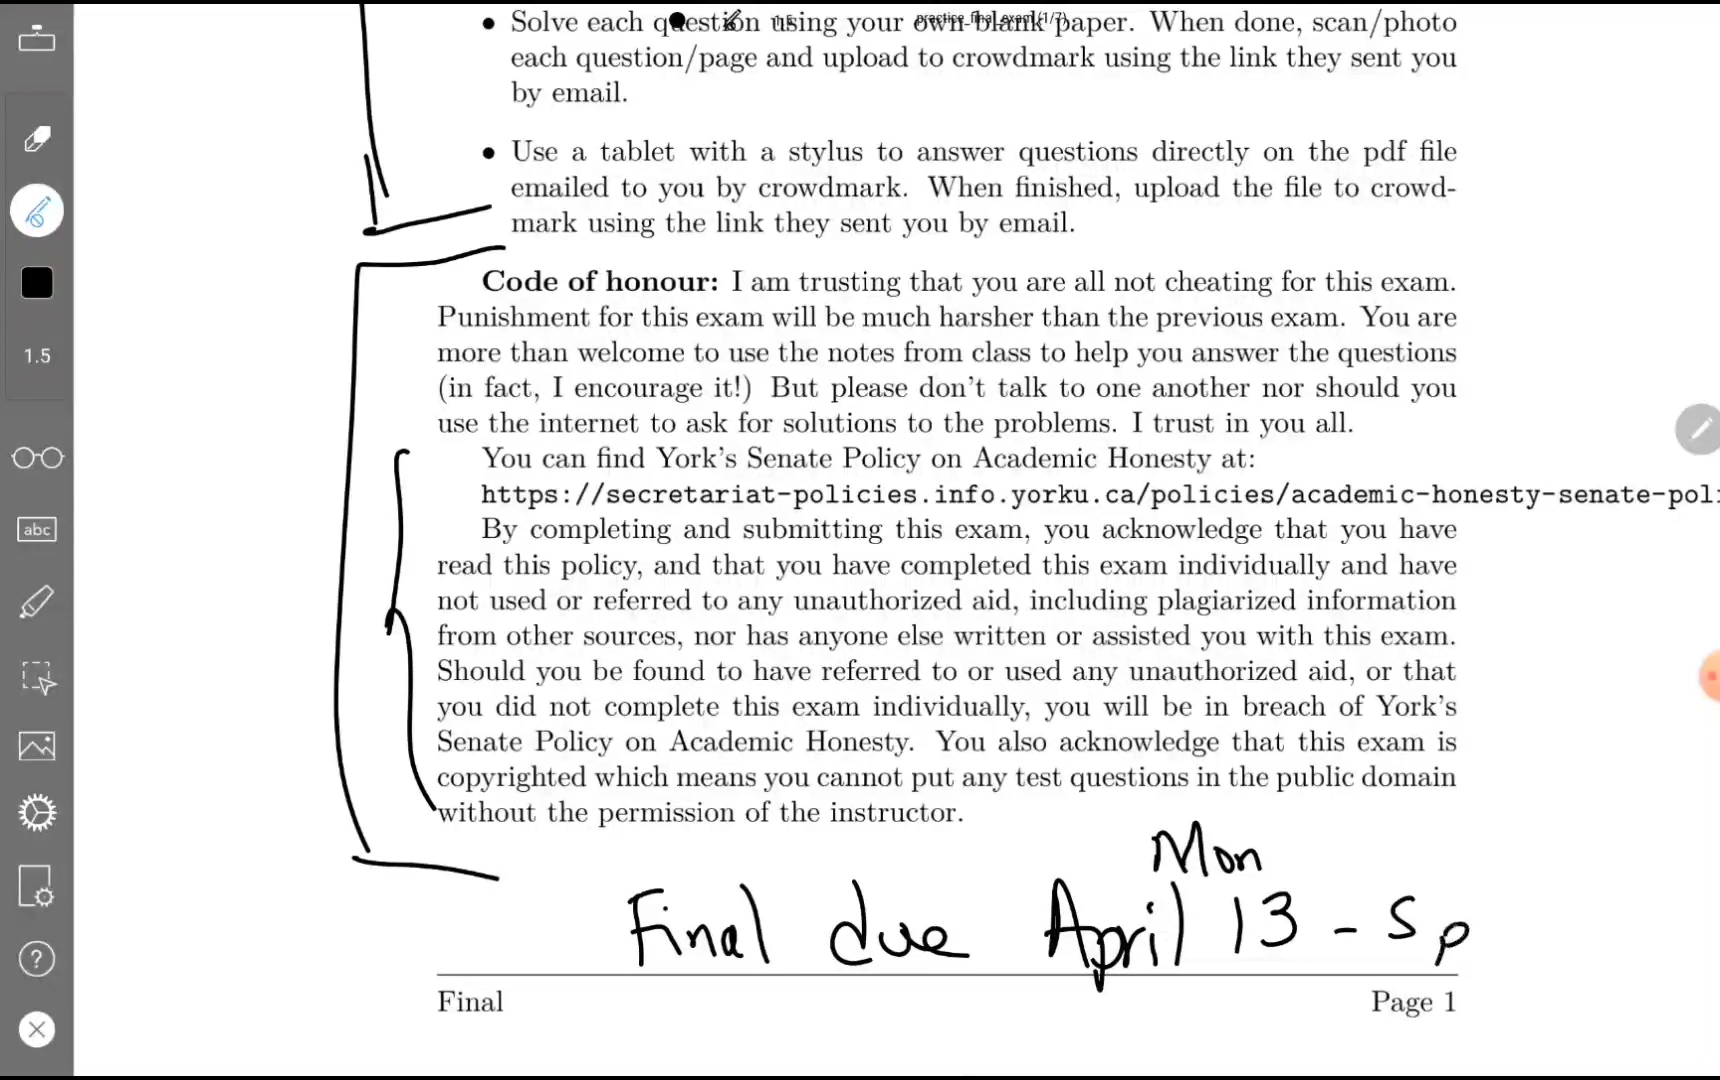 1.5 practice_final_exam (1/7)
• Solve each question using your own blank paper. When done, scan/photo
each question/page and upload to crowdmark using the link they sent you
by email.
• Use a tablet with a stylus to answer questions directly on the pdf file
emailed to you by crowdmark. When finished, upload the file to crowd-
mark using the link they sent you by email.
Code of honour: I am trusting that you are all not cheating for this exam.
Punishment for this exam will be much harsher than the previous exam. You are
1.5
more than welcome to use the notes from class to help you answer the questions
(in fact, I encourage it!) But please don't talk to one another nor should you
use the internet to ask for solutions to the problems. I trust in you all.
You can find York's Senate Policy on Academic Honesty at:
https://secretariat-policies.info.yorku.ca/policies/academic-honesty-senate-poli
abc
By completing and submitting this exam, you acknowledge that you have
read this policy, and that you have completed this exam individually and have
not used or referred to any unauthorized aid, including plagiarized information
from other sources, nor has anyone else written or assisted you with this exam.
Should you be found to have referred to or used any unauthorized aid, or that
you did not complete this exam individually, you will be in breach of York's
Senate Policy on Academic Honesty. You also acknowledge that this exam is
copyrighted which means you cannot put any test questions in the public domain
without the permission of the instructor.
Mon
Final due April 13 - 5 p
Final Page 1